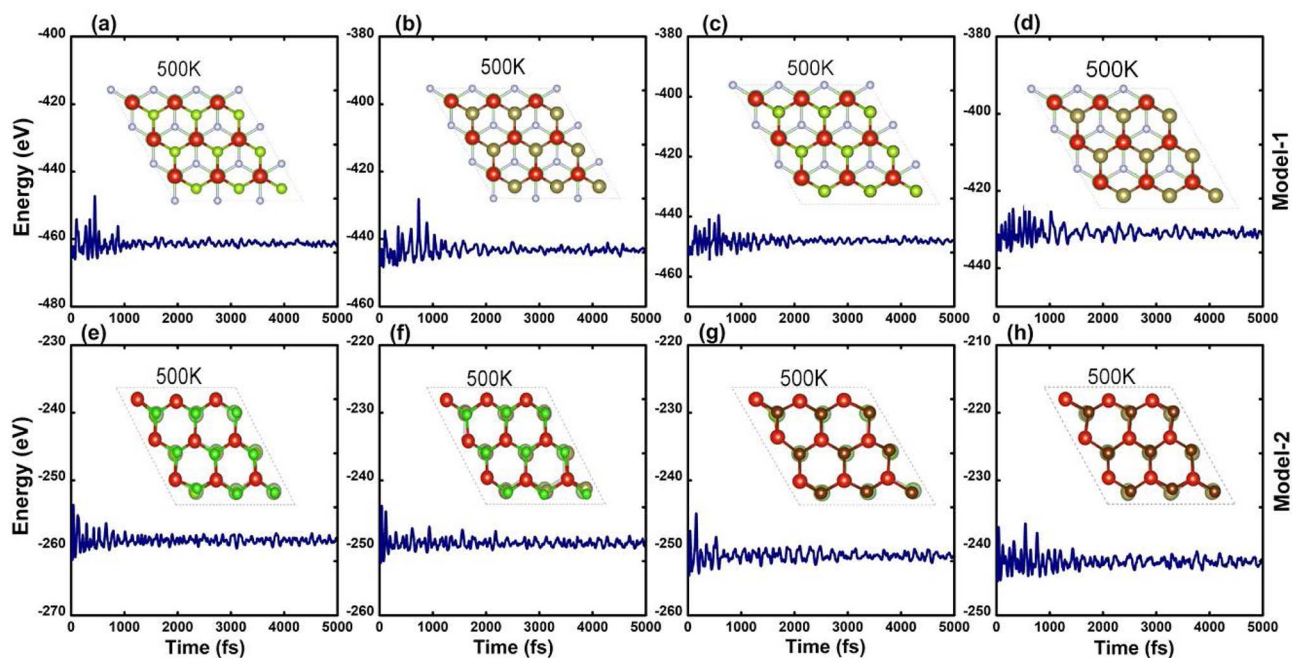 (a) (b) (c) (d)
-400 -380 -380 -380
500K 500K 500K 500K
-420 -400 -400 -400
-440 -420 -420 -420
-460 -440 -440 -440
-480 -460 -460 -450
Energy (eV)
Model-1
0 1000 2000 3000 4000 5000 0 1000 2000 3000 4000 5000 0 1000 2000 3000 4000 5000 0 1000 2000 3000 4000 5000
(e) (f) (g) (h)
-230 -220 -220 -210
500K 500K 500K 500K
-240 -230 -230 -220
-250 -240 -240 -230
-260 -250 -250 -240
-270 -260 -260 -250
Energy (eV)
Model-2
0 1000 2000 3000 4000 5000 0 1000 2000 3000 4000 5000 0 1000 2000 3000 4000 5000 0 1000 2000 3000 4000 5000
Time (fs) Time (fs) Time (fs) Time (fs)